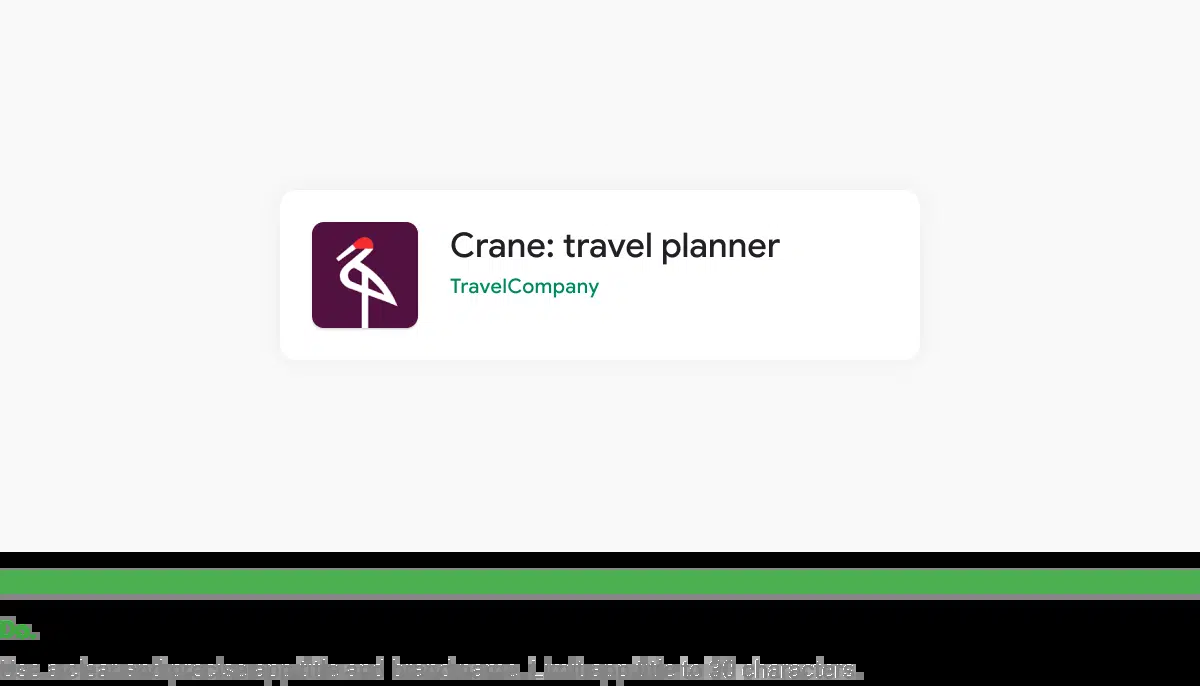 Crane: travel planner
TravelCompany
Do.
Use a clear and precise app title and brand name. Limit app title to 30 characters.